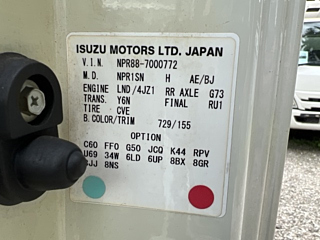 ISUZU MOTORS LTD. JAPAN
V.I.N. NPR88-7000772
M.D. NPR1SN H AE/BJ
ENGINE LND/4JZ1 RR AXLE G73
TRANS. Y6N FINAL RU1
TIRE CVE
B.COLOR/TRIM 729/155
OPTION
C60 FF0 G50 JCQ K44 RPV
U69 34W 6LD 6UP 8BX 8GR
8JJ 8NS